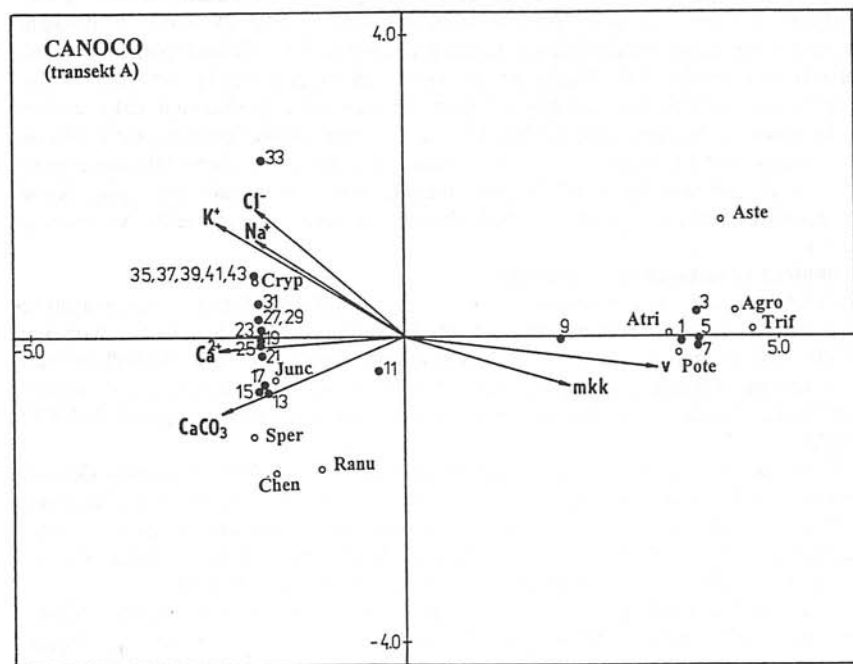 CANOCO
(transekt A)
4.0
33
Cl⁻
K⁺
Na⁺
Aste
35,37,39,41,43
Cryp
31
27,29
23
19
25
Ca²⁺
21
3
Agro
Atri
1
5
Trif
9
-5.0
5.0
7
v Pote
mkk
11
Junc
17
15
13
CaCO₃
Sper
Ranu
Chen
-4.0